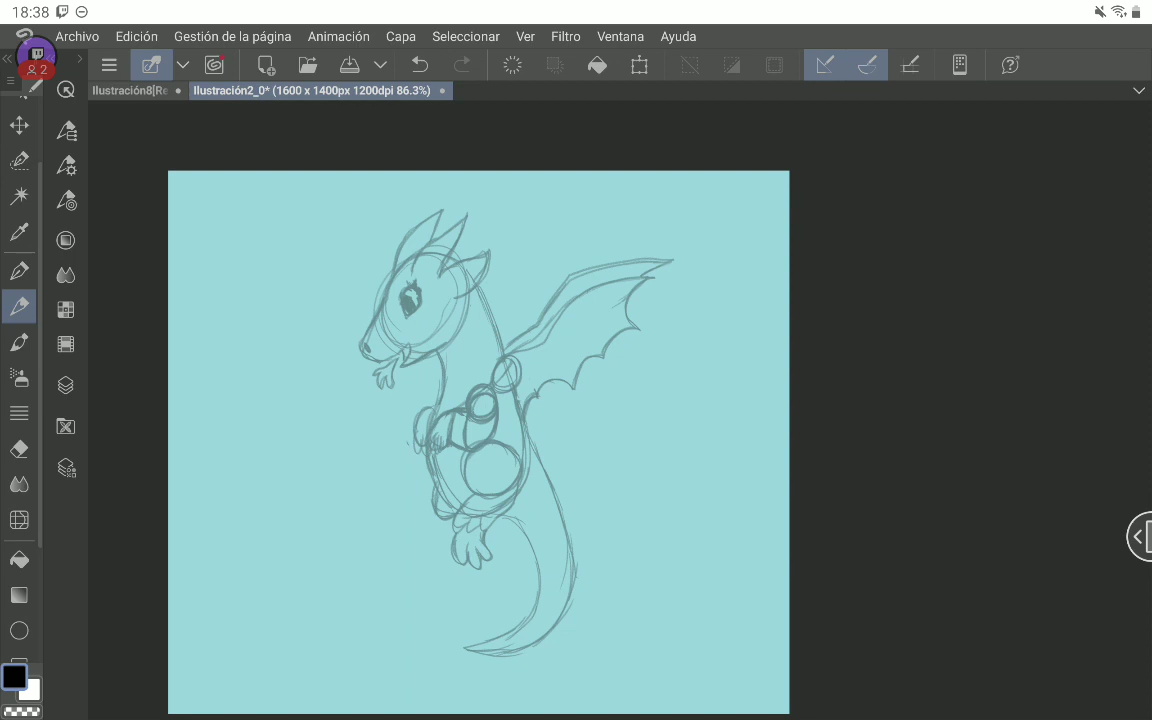 18:38
Archivo Edición Gestión de la página Animación Capa Seleccionar Ver Filtro Ventana Ayuda
2
Ilustración8[Re Ilustración2_0* (1600 x 1400px 1200dpi 86.3%)